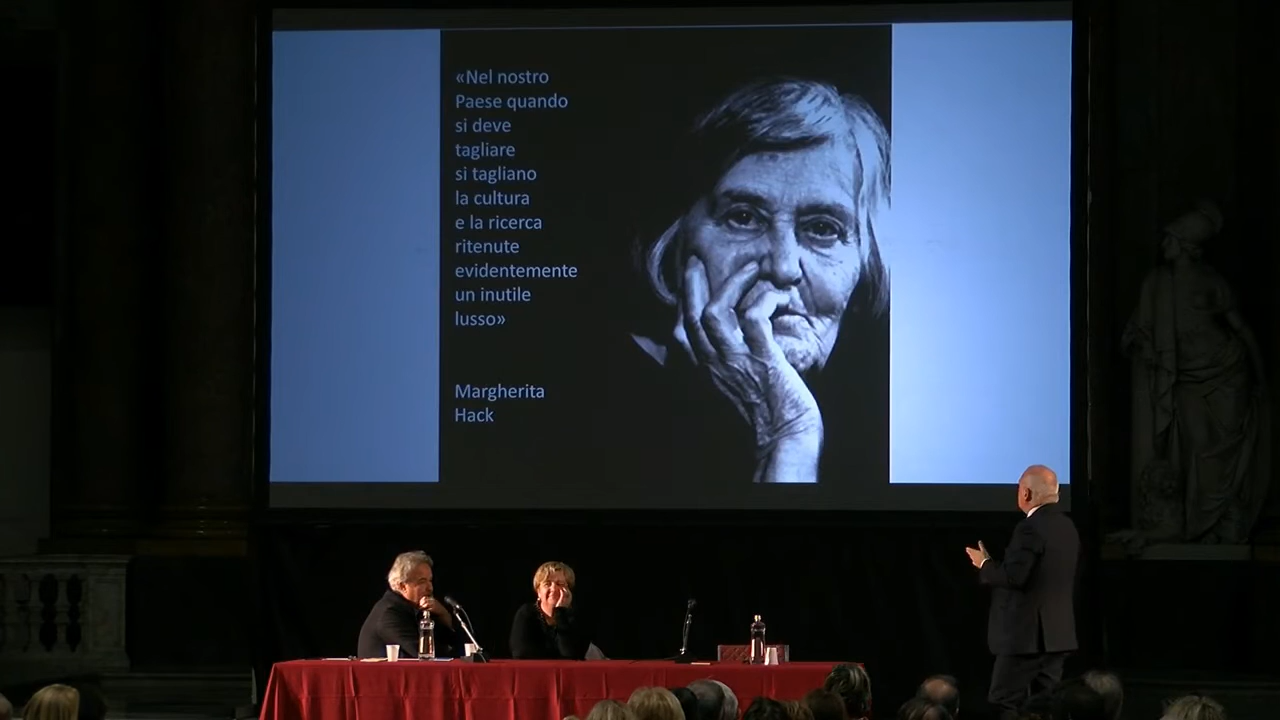 «Nel nostro
Paese quando
si deve
tagliare
si tagliano
la cultura
e la ricerca
ritenute
evidentemente
un inutile
lusso»
Margherita
Hack